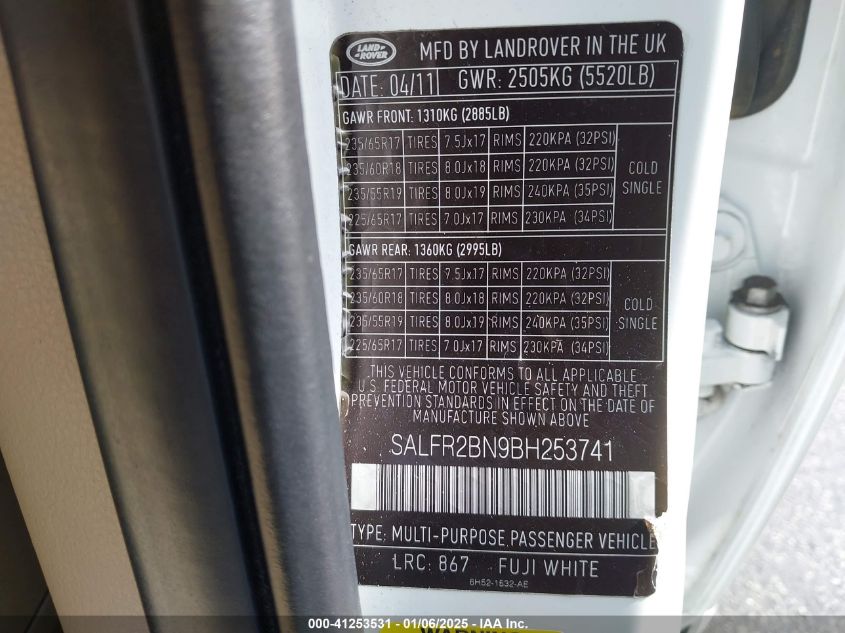 LAND
ROVER
MFD BY LANDROVER IN THE UK
DATE: 04/11 GWR: 2505KG (5520LB)
GAWR FRONT: 1310KG (2885LB)
235/65R17 TIRES 7.5Jx17 RIMS 220KPA (32PSI)
235/60R18 TIRES 8.0Jx18 RIMS 220KPA (32PSI)
235/55R19 TIRES 8.0Jx19 RIMS 240KPA (35PSI)
225/65R17 TIRES 7.0Jx17 RIMS 230KPA (34PSI)
COLD
SINGLE
GAWR REAR: 1360KG (2995LB)
235/65R17 TIRES 7.5Jx17 RIMS 220KPA (32PSI)
235/60R18 TIRES 8.0Jx18 RIMS 220KPA (32PSI)
235/55R19 TIRES 8.0Jx19 RIMS 240KPA (35PSI)
225/65R17 TIRES 7.0Jx17 RIMS 230KPA (34PSI)
COLD
SINGLE
THIS VEHICLE CONFORMS TO ALL APPLICABLE
U.S. FEDERAL MOTOR VEHICLE SAFETY AND THEFT
PREVENTION STANDARDS IN EFFECT ON THE DATE OF
MANUFACTURE SHOWN ABOVE
SALFR2BN9BH253741
TYPE: MULTI-PURPOSE PASSENGER VEHICLE
LRC: 867 FUJI WHITE
6H52-1532-AE
000-41253531 - 01/06/2025 - IAA Inc.
WARNING